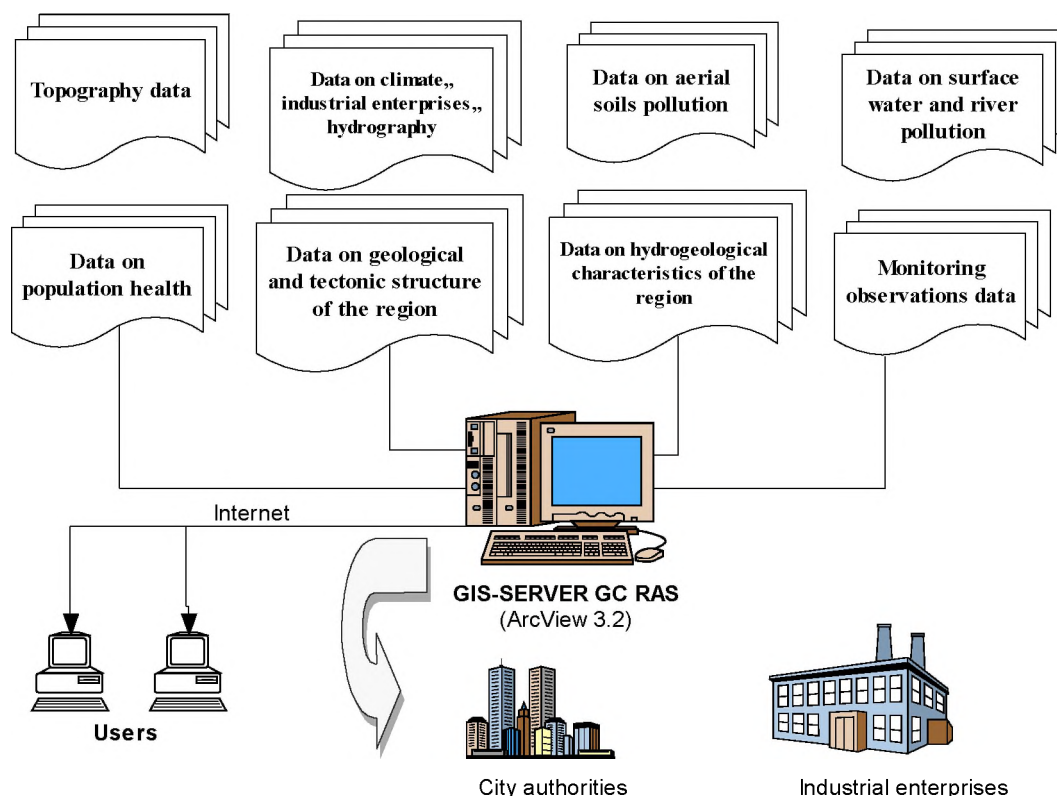 Topography data
Data on climate,,
industrial enterprises,,
hydrography
Data on aerial
soils pollution
Data on surface
water and river
pollution
Data on
population health
Data on geological
and tectonic structure
of the region
Data on hydrogeological
characteristics of the
region
Monitoring
observations data
Internet
GIS-SERVER GC RAS
(ArcView 3.2)
Users
City authorities
Industrial enterprises